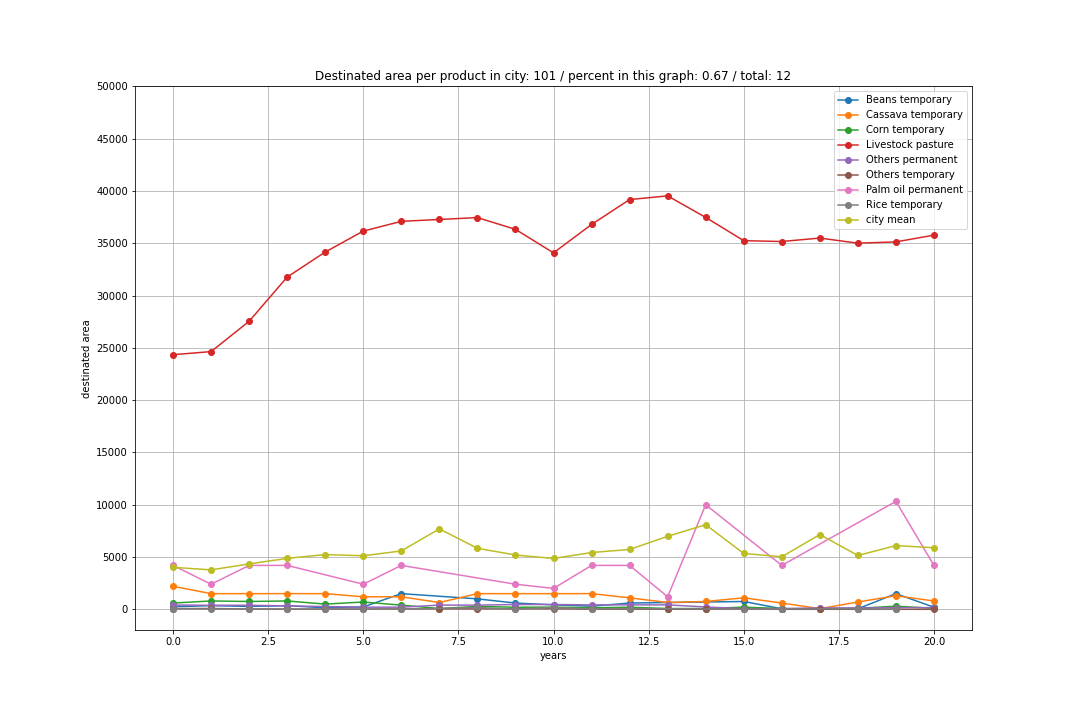 Destinated area per product in city: 101 / percent in this graph: 0.67 / total: 12
50000
45000
40000
35000
30000
25000
20000
15000
10000
5000
0
destinated area
Beans temporary
Cassava temporary
Corn temporary
Livestock pasture
Others permanent
Others temporary
Palm oil permanent
Rice temporary
city mean
0.0 2.5 5.0 7.5 10.0 12.5 15.0 17.5 20.0
years